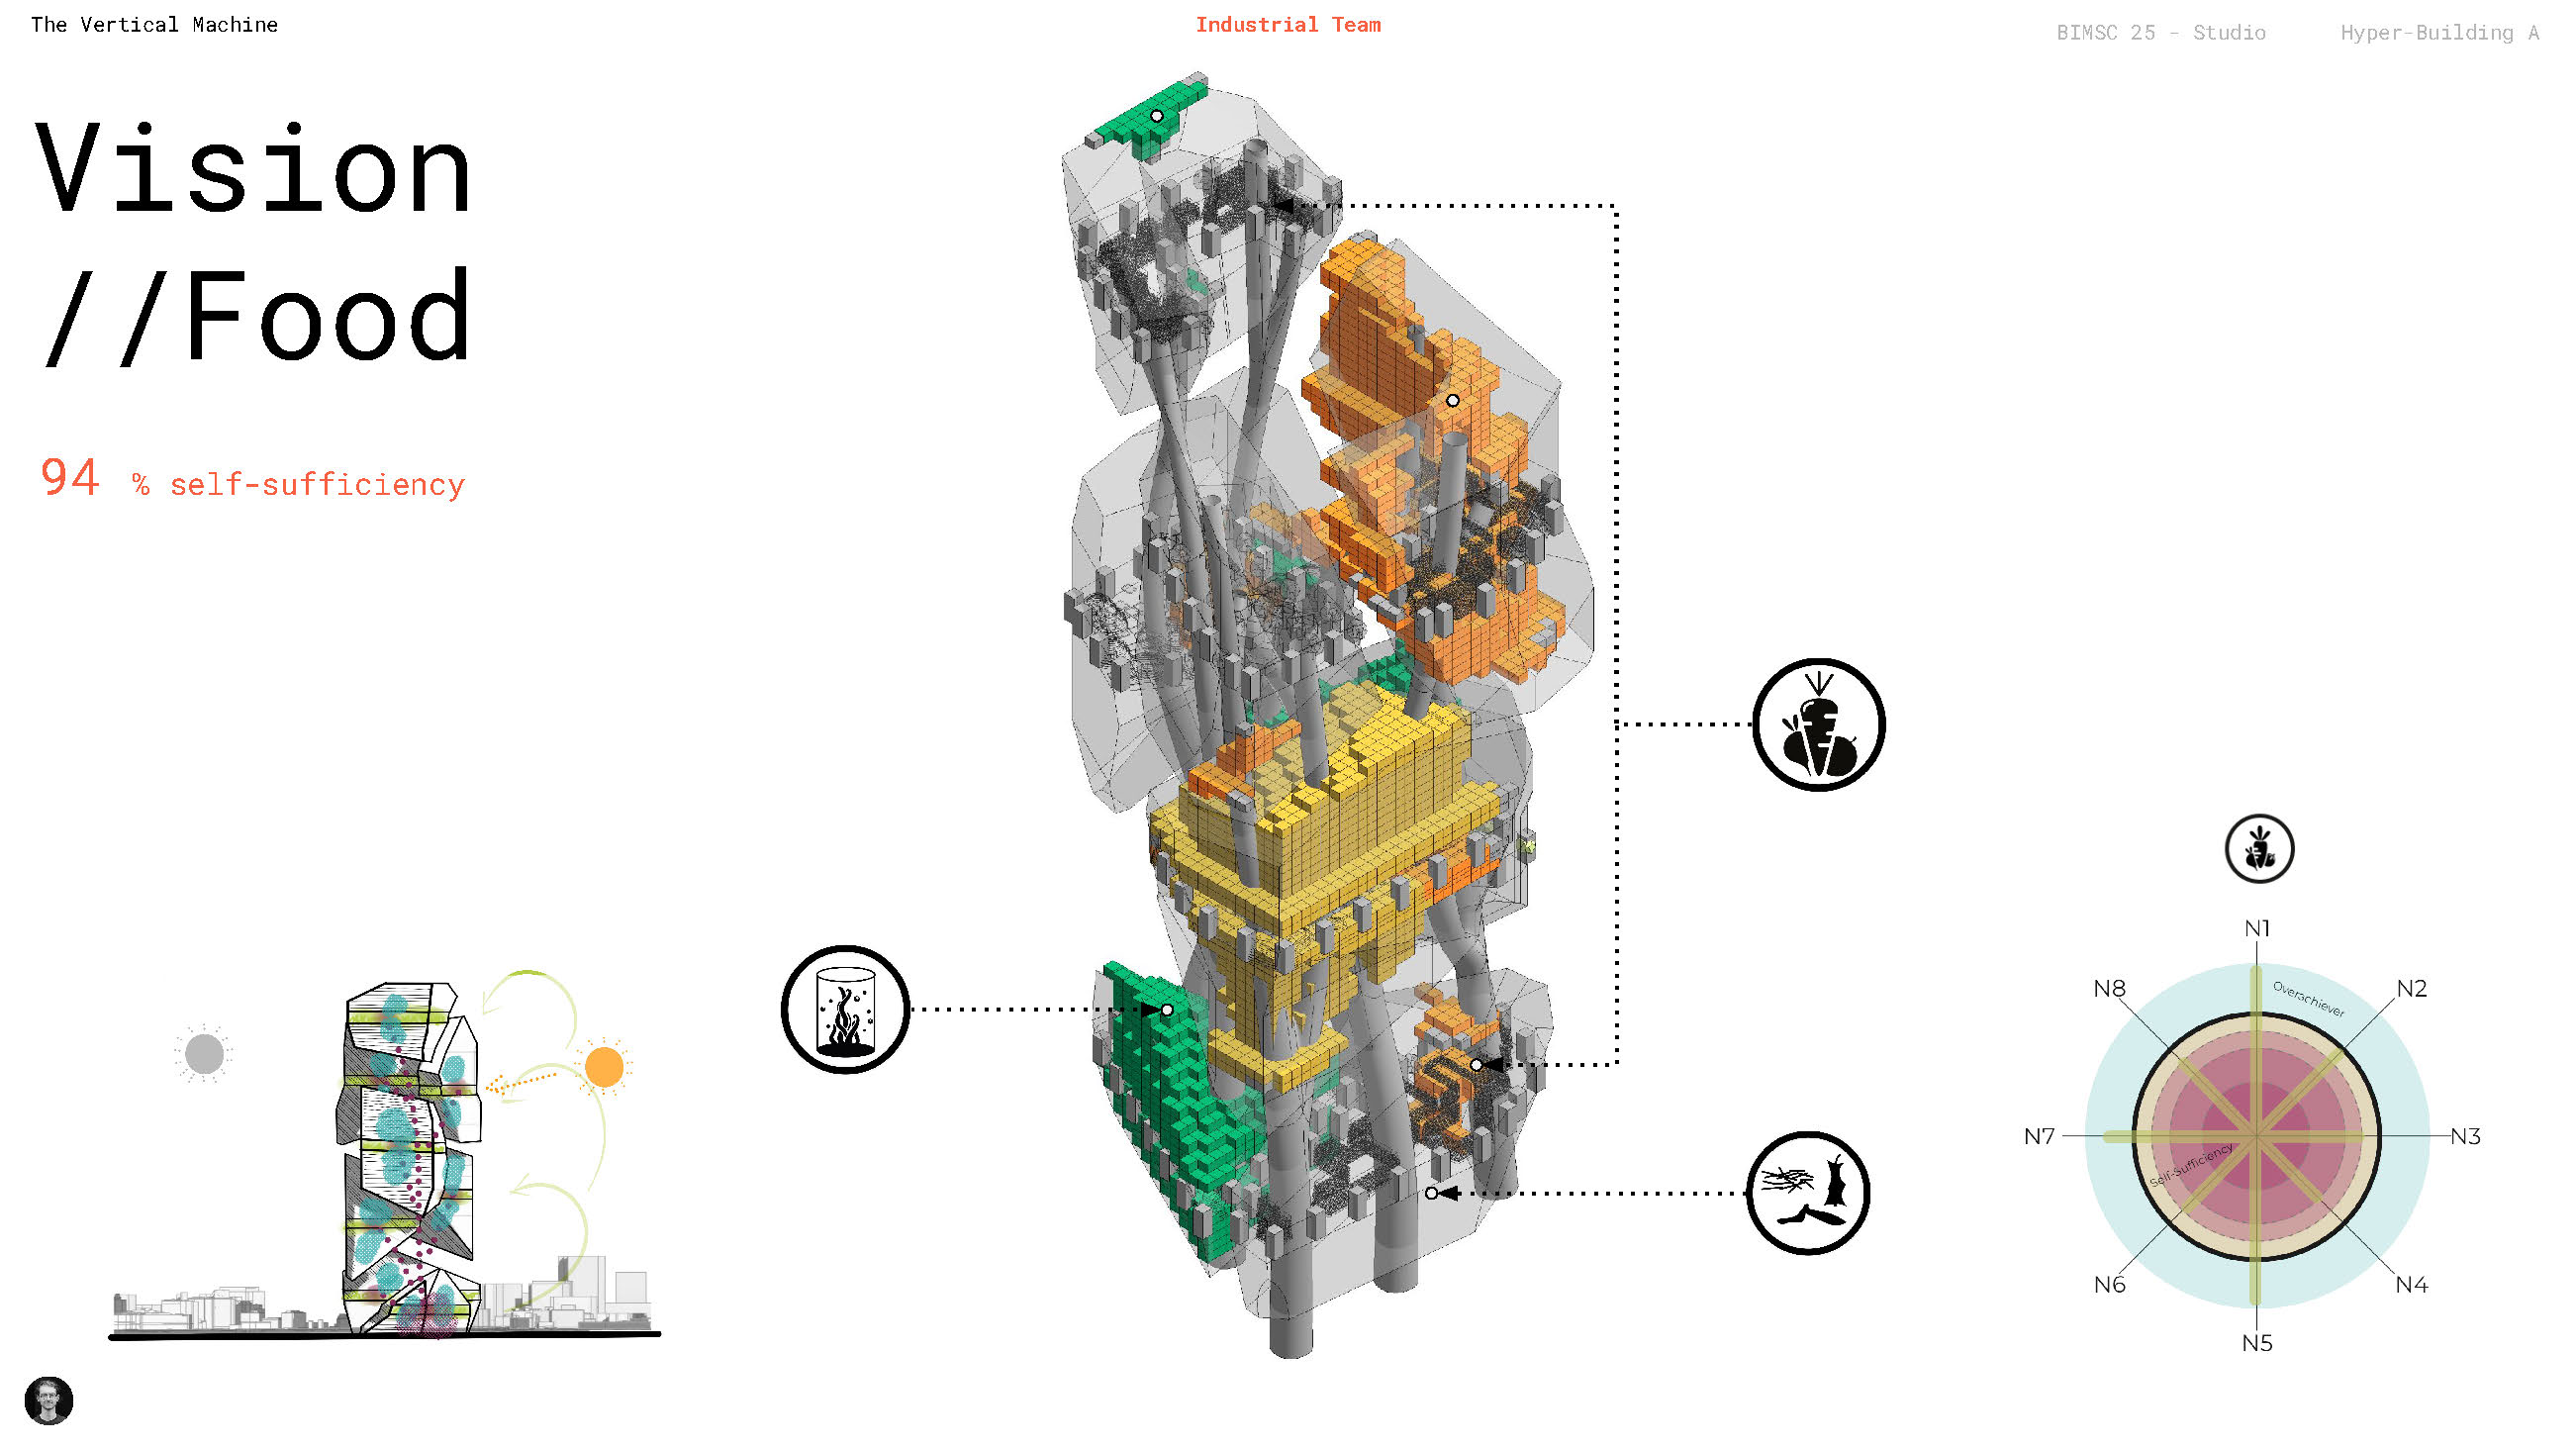 The Vertical Machine
Industrial Team
BIMSC 25 - Studio
Hyper-Building A
Vision
//Food
94 % self-sufficiency
N1
N8
N2
Overachiever
N7
N3
Self-Sufficiency
N6
N4
N5